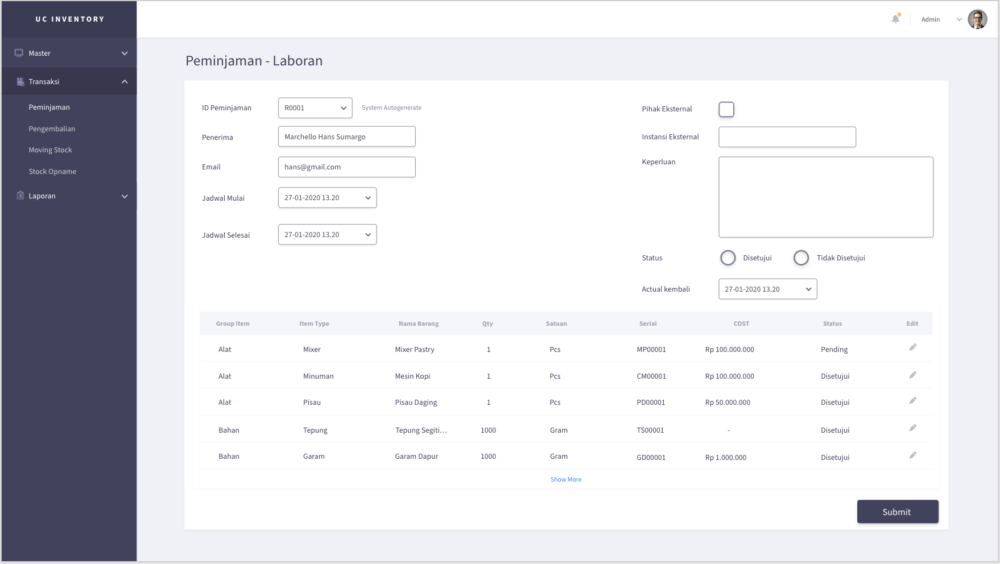 UC INVENTORY
Admin
Master
Transaksi
Peminjaman
Pengembalian
Moving Stock
Stock Opname
Laporan
Peminjaman - Laboran
ID Peminjaman R0001 System Autogenerate
Penerima Marchello Hans Sumargo
Email hans@gmail.com
Jadwal Mulai 27-01-2020 13.20
Jadwal Selesai 27-01-2020 13.20
Pihak Eksternal
Instansi Eksternal
Keperluan
Status Disetujui Tidak Disetujui
Actual kembali 27-01-2020 13.20
Group Item Item Type Nama Barang Qty Satuan Serial COST Status Edit
Alat Mixer Mixer Pastry 1 Pcs MP00001 Rp 100.000.000 Pending
Alat Minuman Mesin Kopi 1 Pcs CM00001 Rp 100.000.000 Disetujui
Alat Pisau Pisau Daging 1 Pcs PD00001 Rp 50.000.000 Disetujui
Bahan Tepung Tepung Segiti... 1000 Gram TS00001 - Disetujui
Bahan Garam Garam Dapur 1000 Gram GD00001 Rp 1.000.000 Disetujui
Show More
Submit